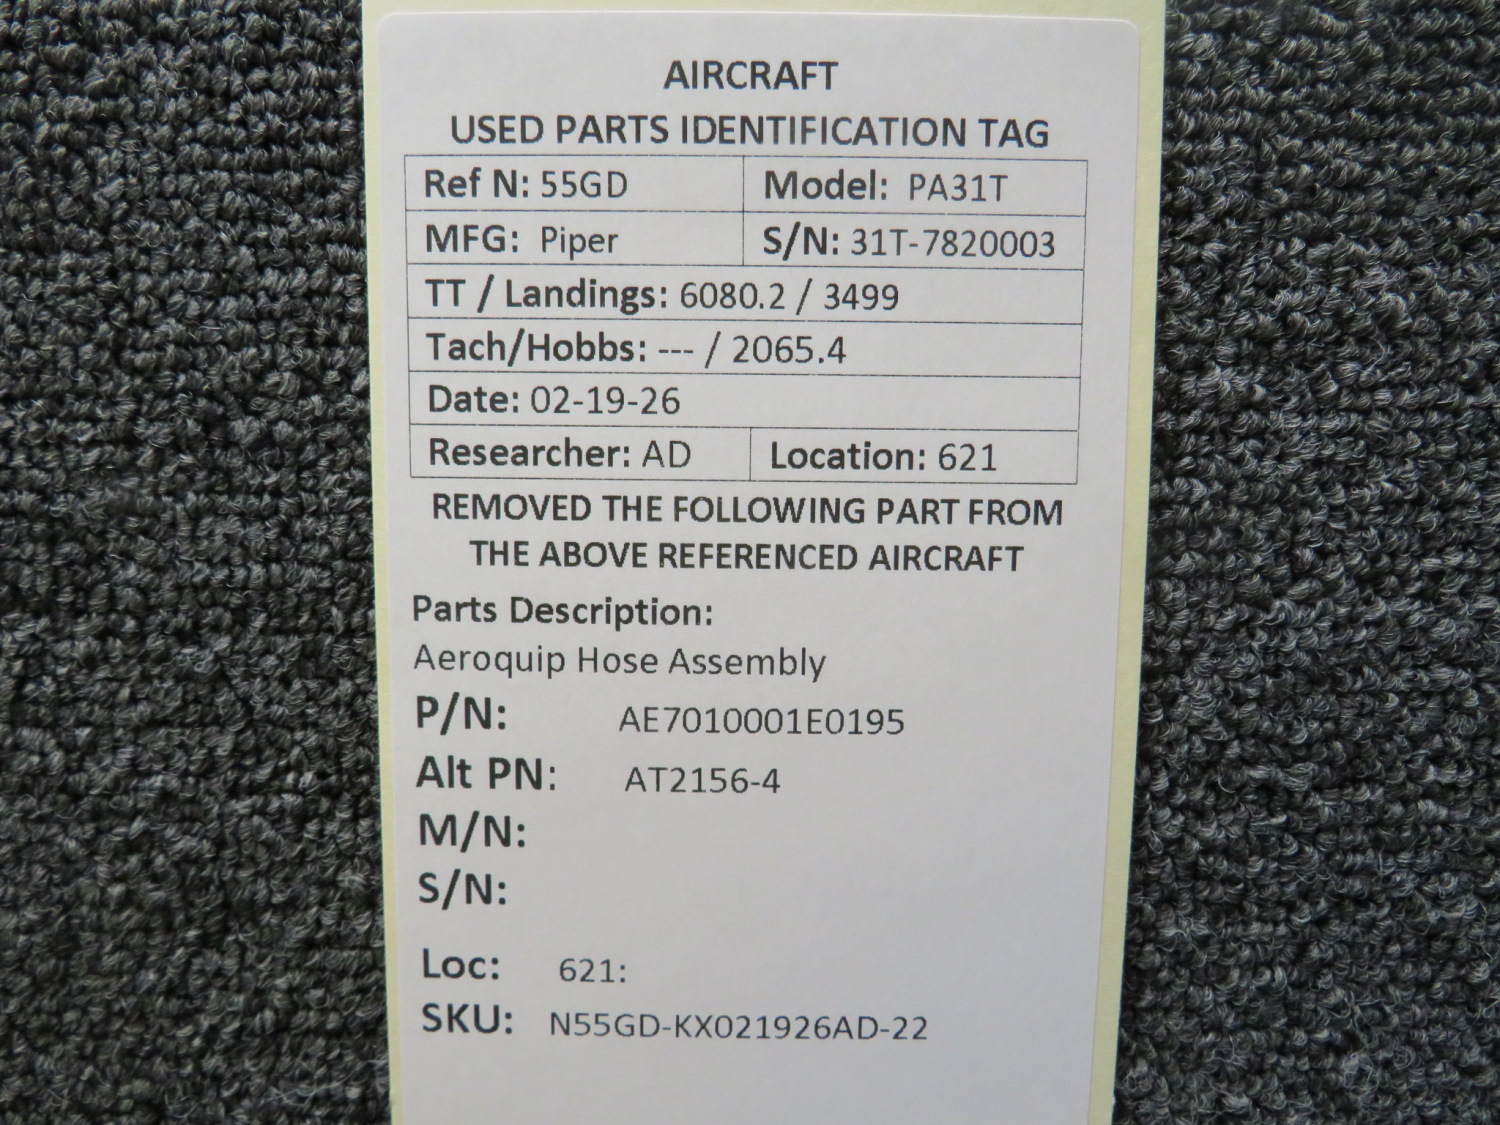 AIRCRAFT
USED PARTS IDENTIFICATION TAG
Ref N: 55GD Model: PA31T
MFG: Piper S/N: 31T-7820003
TT / Landings: 6080.2 / 3499
Tach/Hobbs: --- / 2065.4
Date: 02-19-26
Researcher: AD Location: 621
REMOVED THE FOLLOWING PART FROM
THE ABOVE REFERENCED AIRCRAFT
Parts Description:
Aeroquip Hose Assembly
P/N: AE7010001E0195
Alt PN: AT2156-4
M/N:
S/N:
Loc: 621:
SKU: N55GD-KX021926AD-22